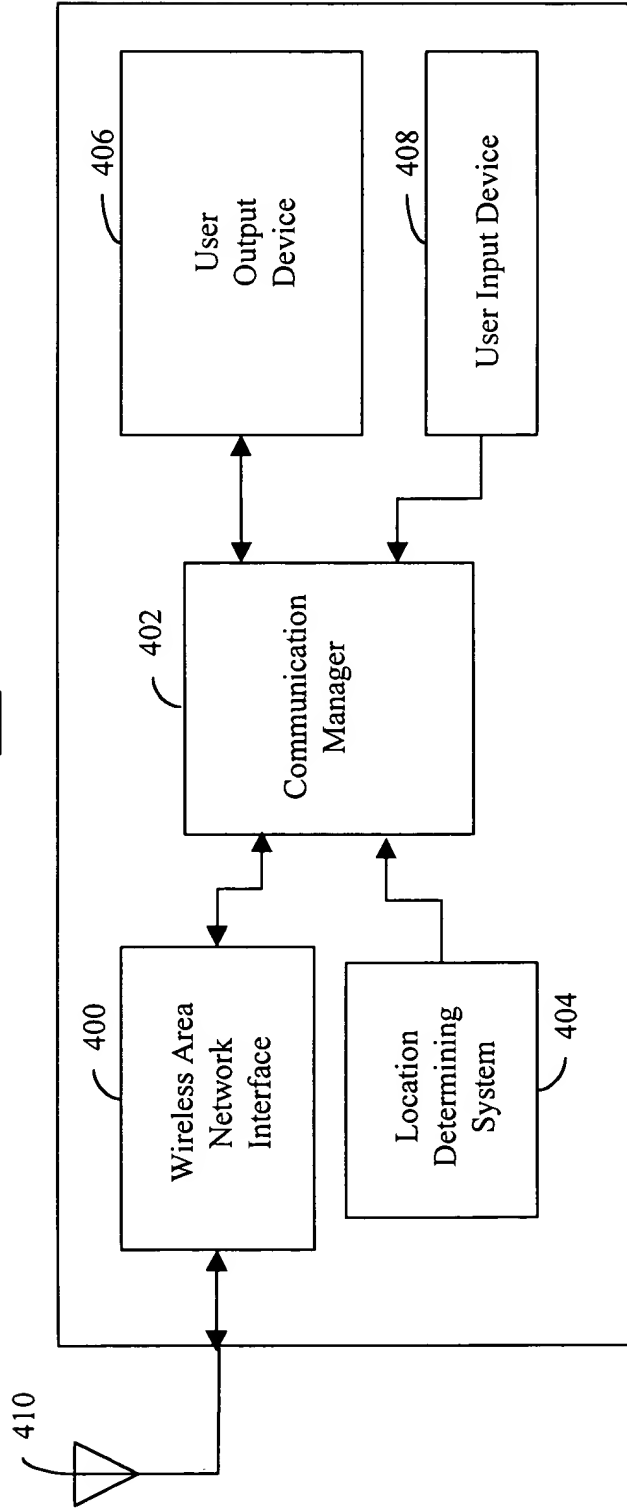 410
400
Wireless Area
Network
Interface
402
Communication
Manager
406
User
Output
Device
Location
Determining
System
404
408
User Input Device